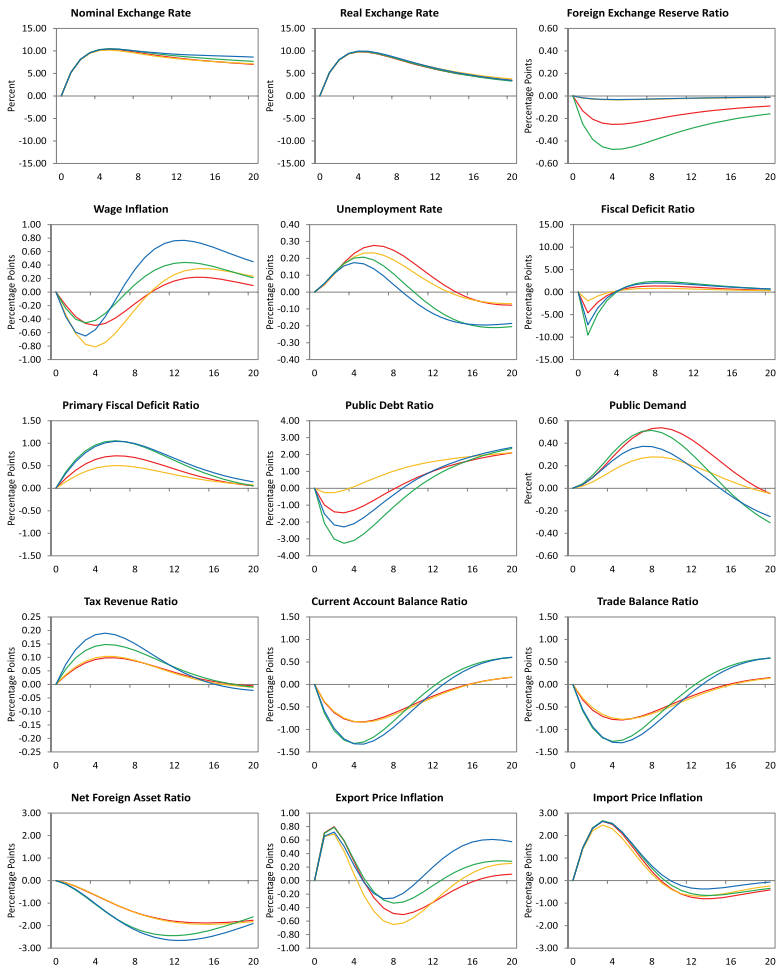 Nominal Exchange Rate
Percent
15.00
10.00
5.00
0.00
-5.00
-10.00
-15.00
0 4 8 12 16 20
Real Exchange Rate
Percent
15.00
10.00
5.00
0.00
-5.00
-10.00
-15.00
0 4 8 12 16 20
Foreign Exchange Reserve Ratio
Percentage Points
0.60
0.40
0.20
0.00
-0.20
-0.40
-0.60
0 4 8 12 16 20
Wage Inflation
Percentage Points
1.00
0.80
0.60
0.40
0.20
0.00
-0.20
-0.40
-0.60
-0.80
-1.00
0 4 8 12 16 20
Unemployment Rate
Percentage Points
0.40
0.30
0.20
0.10
0.00
-0.10
-0.20
-0.30
-0.40
0 4 8 12 16 20
Fiscal Deficit Ratio
Percentage Points
15.00
10.00
5.00
0.00
-5.00
-10.00
-15.00
0 4 8 12 16 20
Primary Fiscal Deficit Ratio
Percentage Points
1.50
1.00
0.50
0.00
-0.50
-1.00
-1.50
0 4 8 12 16 20
Public Debt Ratio
Percentage Points
4.00
3.00
2.00
1.00
0.00
-1.00
-2.00
-3.00
-4.00
0 4 8 12 16 20
Public Demand
Percent
0.60
0.40
0.20
0.00
-0.20
-0.40
-0.60
0 4 8 12 16 20
Tax Revenue Ratio
Percentage Points
0.25
0.20
0.15
0.10
0.05
0.00
-0.05
-0.10
-0.15
-0.20
-0.25
0 4 8 12 16 20
Current Account Balance Ratio
Percentage Points
1.50
1.00
0.50
0.00
-0.50
-1.00
-1.50
0 4 8 12 16 20
Trade Balance Ratio
Percentage Points
1.50
1.00
0.50
0.00
-0.50
-1.00
-1.50
0 4 8 12 16 20
Net Foreign Asset Ratio
Percentage Points
3.00
2.00
1.00
0.00
-1.00
-2.00
-3.00
0 4 8 12 16 20
Export Price Inflation
Percentage Points
1.00
0.80
0.60
0.40
0.20
0.00
-0.20
-0.40
-0.60
-0.80
-1.00
0 4 8 12 16 20
Import Price Inflation
Percentage Points
3.00
2.00
1.00
0.00
-1.00
-2.00
-3.00
0 4 8 12 16 20